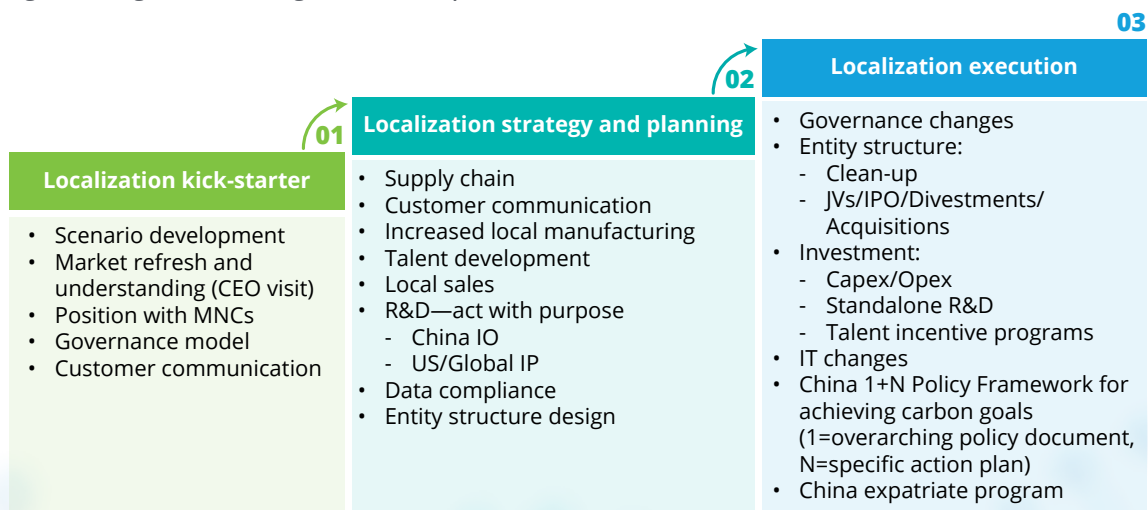 03
02
Localization execution
01
Localization strategy and planning
Localization kick-starter
• Scenario development
• Market refresh and
understanding (CEO visit)
• Position with MNCs
• Governance model
• Customer communication
• Supply chain
• Customer communication
• Increased local manufacturing
• Talent development
• Local sales
• R&D—act with purpose
- China IO
- US/Global IP
• Data compliance
• Entity structure design
• Governance changes
• Entity structure:
- Clean-up
- JVs/IPO/Divestments/
Acquisitions
• Investment:
- Capex/Opex
- Standalone R&D
- Talent incentive programs
• IT changes
• China 1+N Policy Framework for
achieving carbon goals
(1=overarching policy document,
N=specific action plan)
• China expatriate program